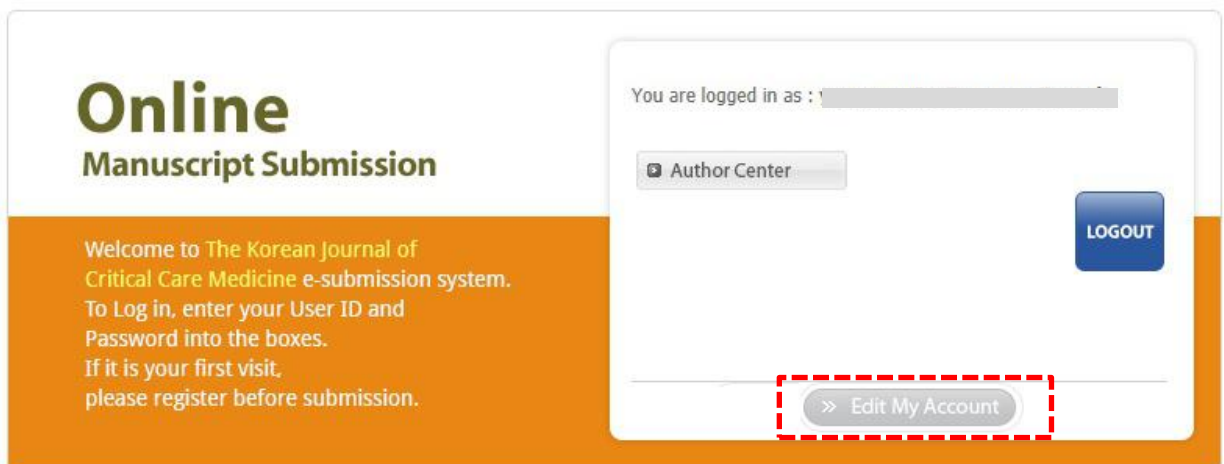 Online
Manuscript Submission
Welcome to The Korean Journal of
Critical Care Medicine e-submission system.
To Log in, enter your User ID and
Password into the boxes.
If it is your first visit,
please register before submission.
You are logged in as :
Author Center
LOGOUT
» Edit My Account